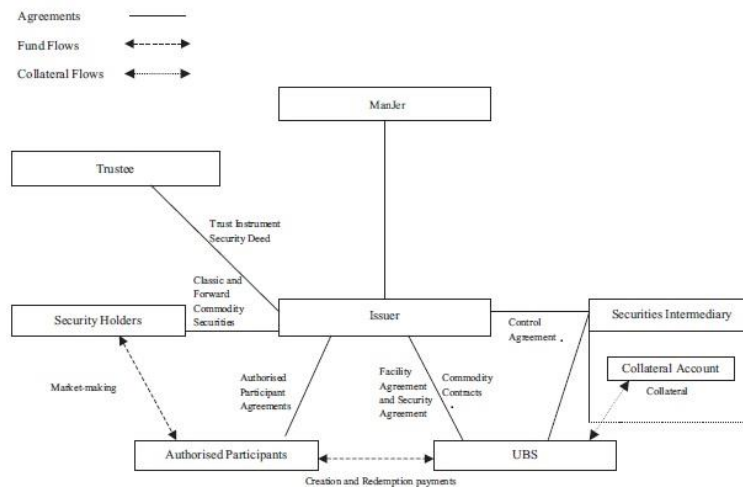 Agreements
Fund Flows
Collateral Flows
ManJer
Trustee
Trust Instrument
Security Deed
Classic and
Forward
Commodity
Securities
Security Holders
Issuer
Securities Intermediary
Control
Agreement .
Collateral Account
Collateral
Market-making
Authorised
Participant
Agreements
Facility
Agreement
and Security
Agreement
Commodity
Contracts
.
Authorised Participants
UBS
Creation and Redemption payments